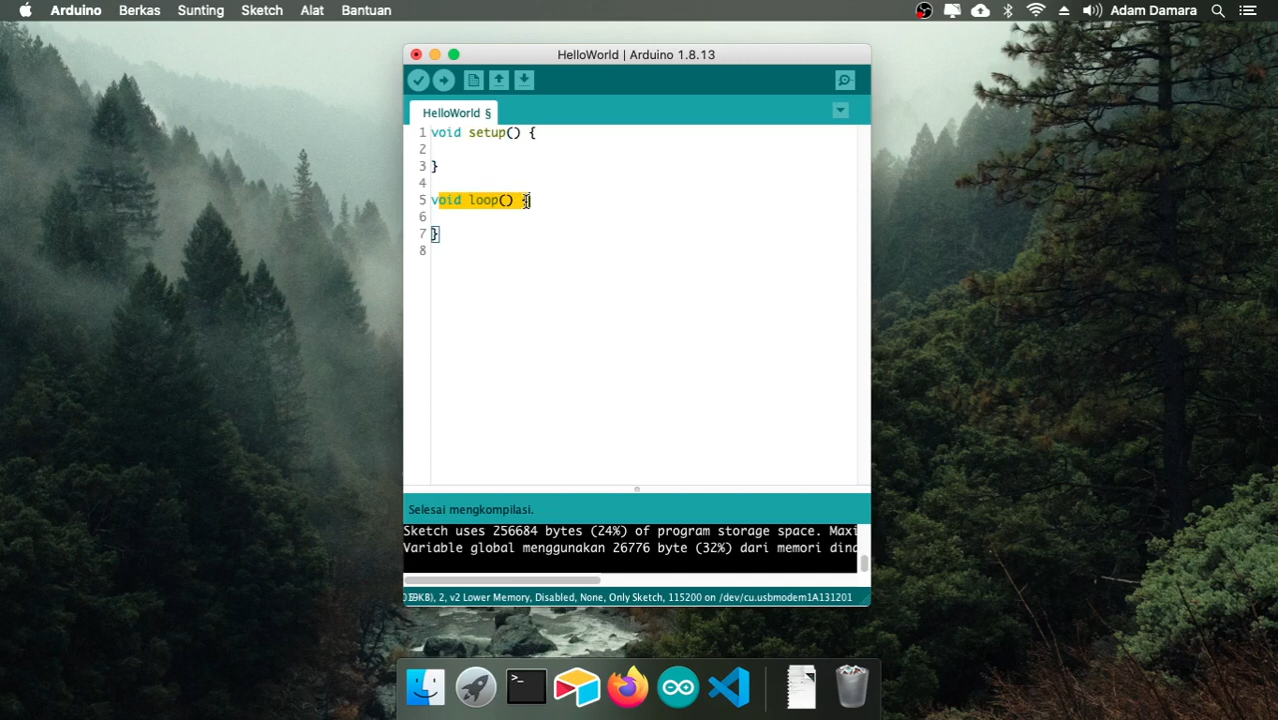 Arduino Berkas Sunting Sketch Alat Bantuan Adam Damara
HelloWorld | Arduino 1.8.13
HelloWorld §
1 void setup() {
2
3 }
4
5 void loop() {
6
7 }
8
Selesai mengkompilasi.
Sketch uses 256684 bytes (24%) of program storage space. Maxi
Variable global menggunakan 26776 byte (32%) dari memori dina
2, v2 Lower Memory, Disabled, None, Only Sketch, 115200 on /dev/cu.usbmodem1A131201